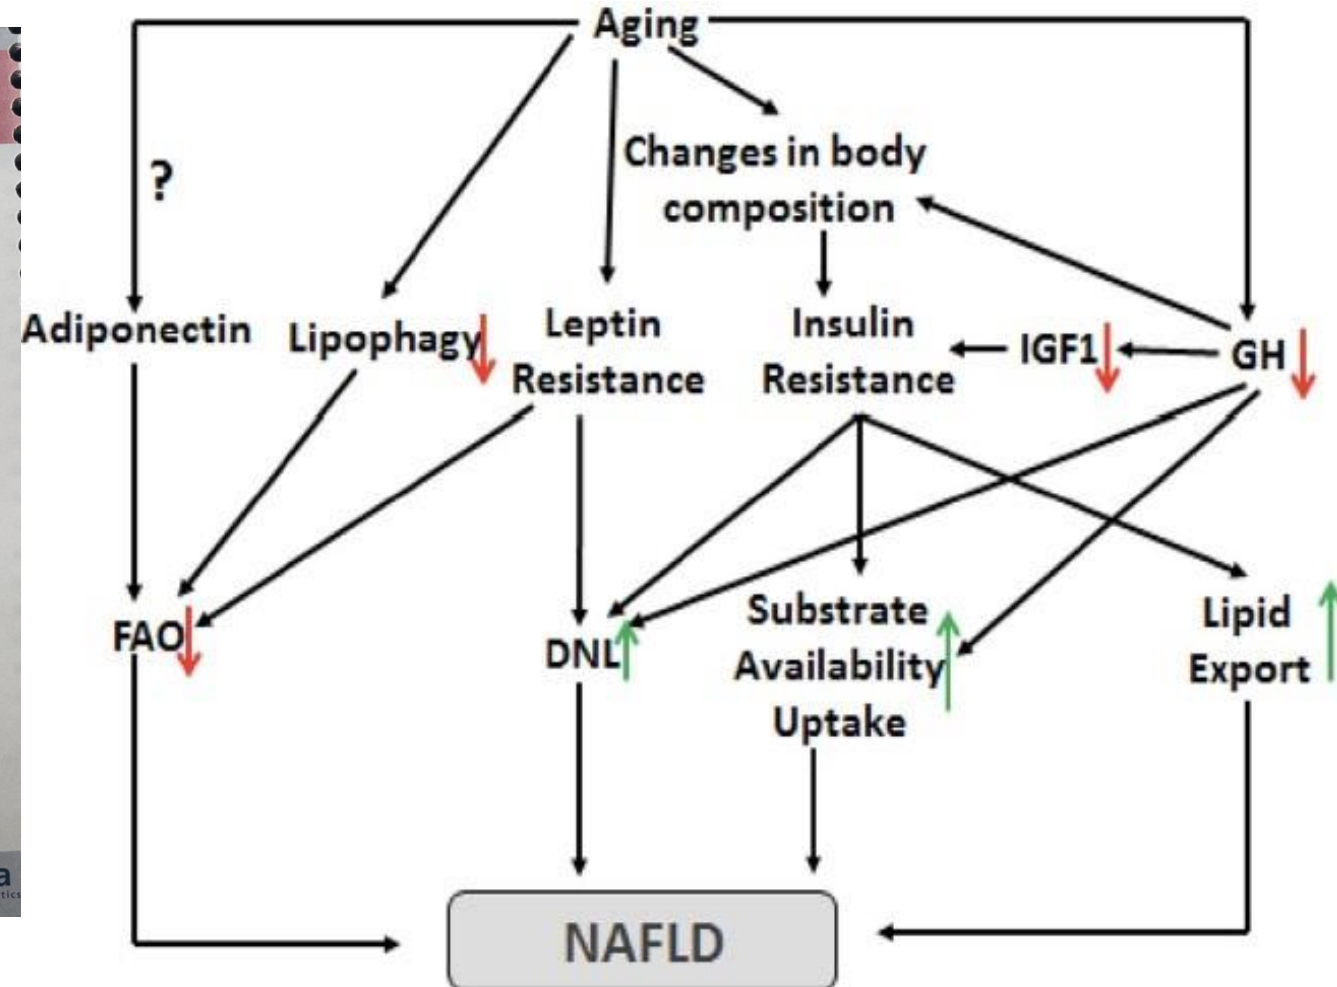 Aging
?
Changes in body
composition
Adiponectin
Lipophagy
Leptin
Resistance
Insulin
Resistance
IGF1
GH
FAO
DNL
Substrate
Availability
Uptake
Lipid
Export
a
tics
NAFLD